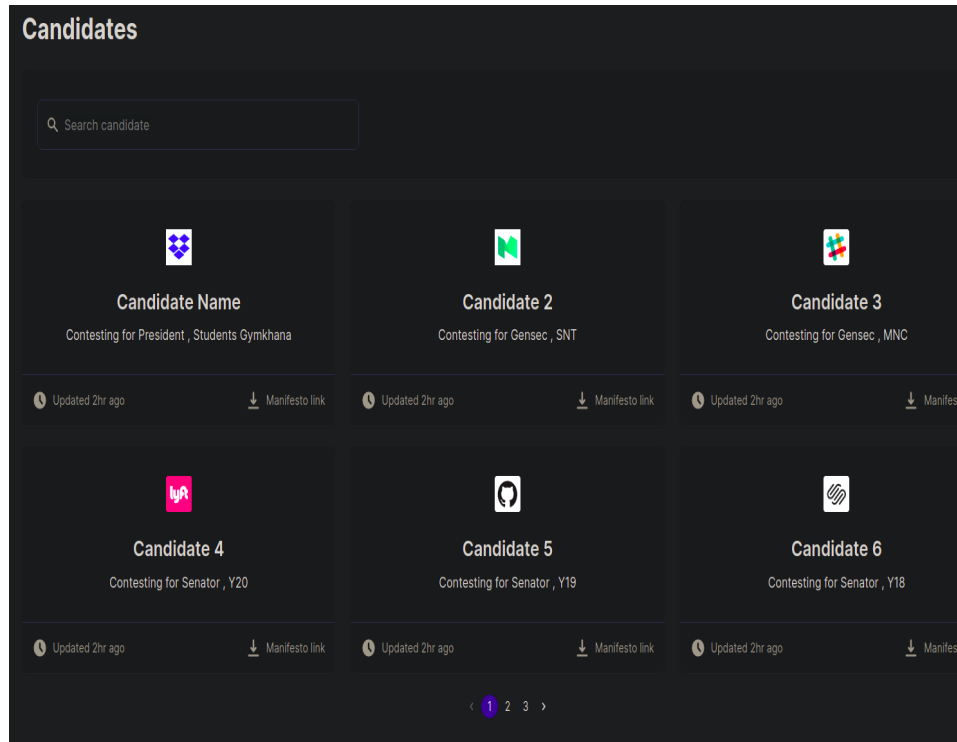 Candidates
Search candidate
Candidate Name
Contesting for President , Students Gymkhana
Updated 2hr ago
Manifesto link
Candidate 2
Contesting for Gensec , SNT
Updated 2hr ago
Manifesto link
Candidate 3
Contesting for Gensec , MNC
Updated 2hr ago
Manifes
lyft
Candidate 4
Contesting for Senator , Y20
Updated 2hr ago
Manifesto link
Candidate 5
Contesting for Senator , Y19
Updated 2hr ago
Manifesto link
Candidate 6
Contesting for Senator , Y18
Updated 2hr ago
Manifes
‹ 1 2 3 ›